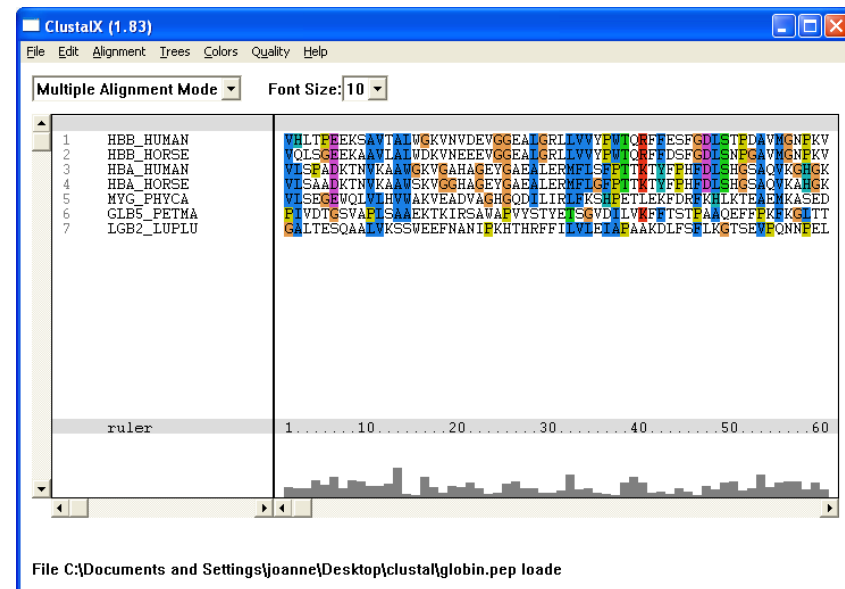 ClustalX (1.83)
File Edit Alignment Trees Colors Quality Help
Multiple Alignment Mode Font Size: 10
1 HBB_HUMAN VHLTPEEKSAVTALWGKVNVDEVGGEALGRLLVVYPWTQRFFESFGDLSTPDAVMGNPKV
2 HBB_HORSE VQLSGEEKAAVLALWDKVNEEEVGGEALGRLLVVYPWTQRFFDSFGDLSNPGAVMGNPKV
3 HBA_HUMAN VLSPADKTNVKAAWGKVGAHAGEYGAEALERMFLSFPTTKTYFPHFDLSHGSAQVKGHGK
4 HBA_HORSE VLSAADKTNVKAAWSKVGGHAGEYGAEALERMFLGFPTTKTYFPHFDLSHGSAQVKAHGK
5 MYG_PHYCA VLSEGEWQLVLHVWAKVEADVAGHGQDILIRLFKSHPETLEKFDRFKHLKTEAEMKASED
6 GLB5_PETMA PIVDTGSVAPLSAAEKTKIRSAWAPVYSTYETSGVDILVKFFTSTPAAQEFFPKFKGLTT
7 LGB2_LUPLU GALTESQAALVKSSWEEFNANIPKHTHRFFILVLEIAPAAKDLFSFLKGTSEVPQNNPEL
ruler 1.......10........20........30........40........50........60
File C:\Documents and Settings\joanne\Desktop\clustal\globin.pep loade